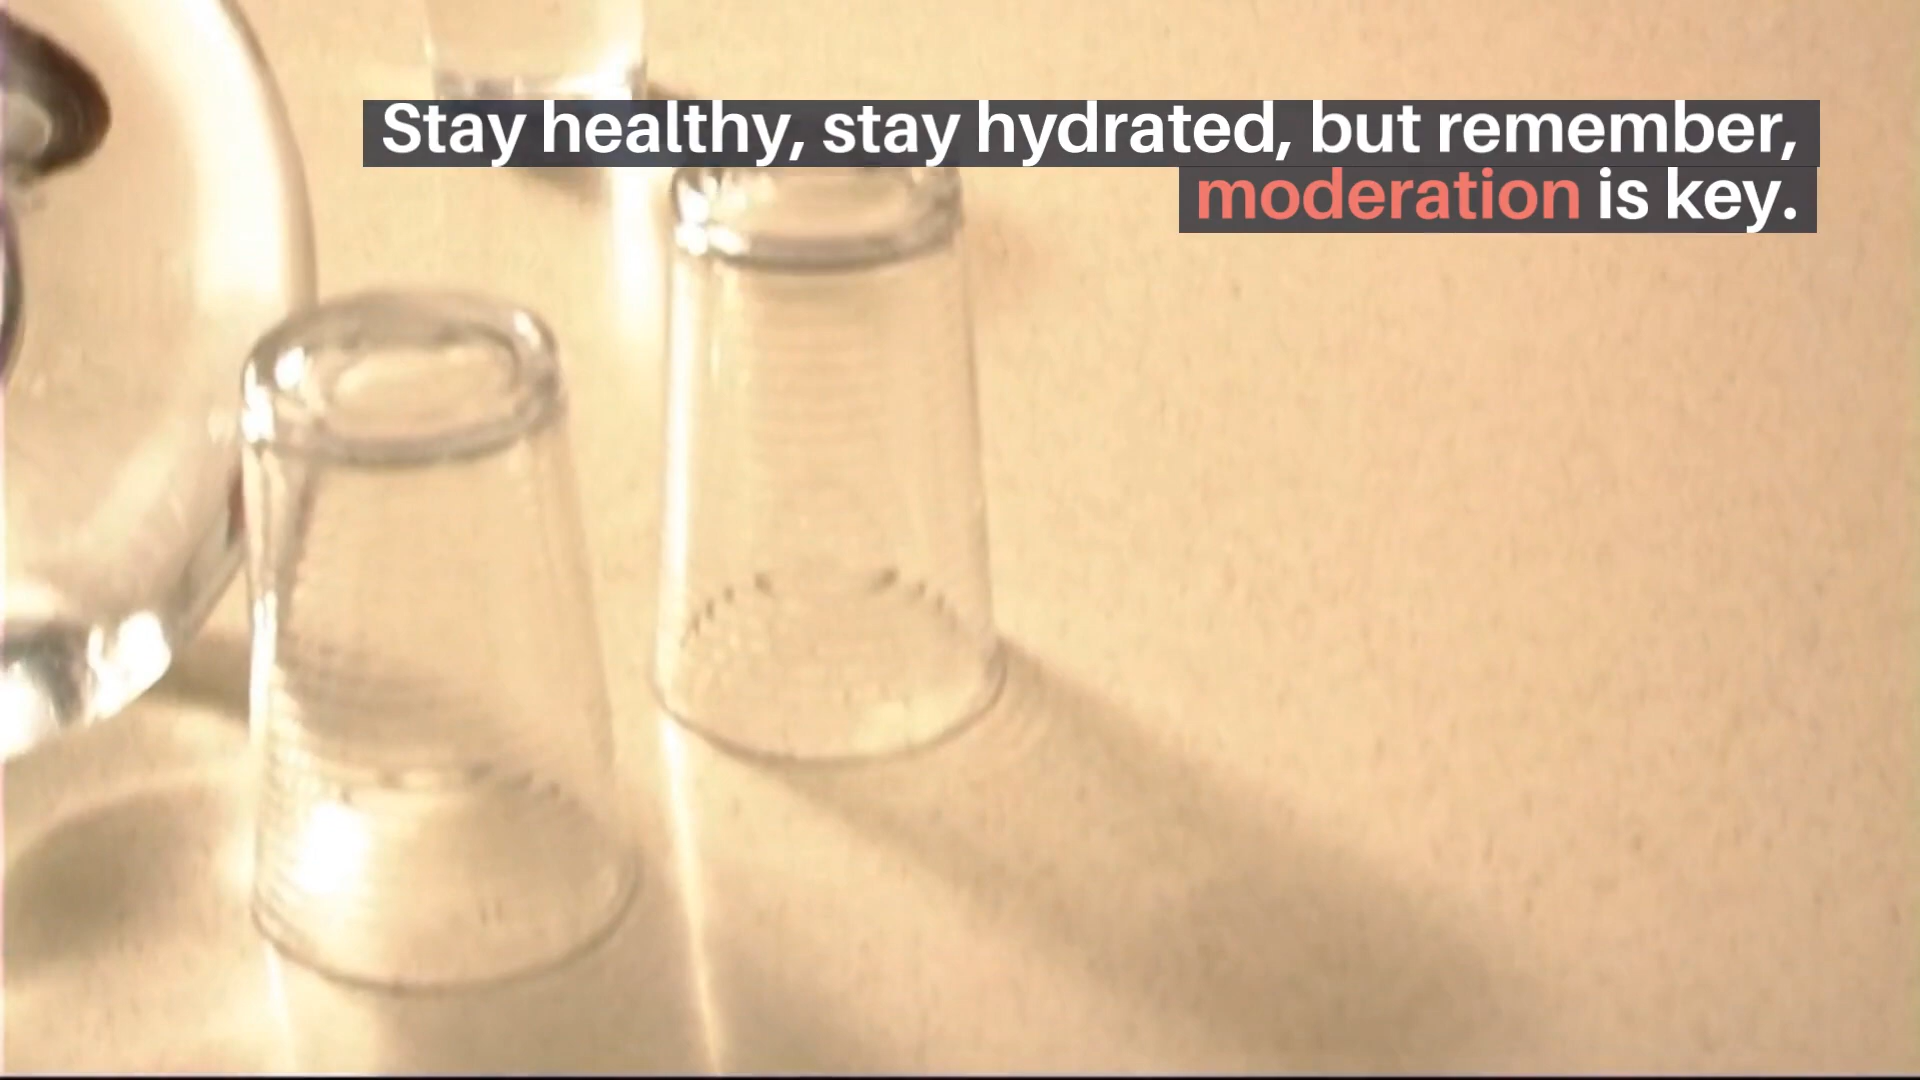 Stay healthy, stay hydrated, but remember,
moderation is key.